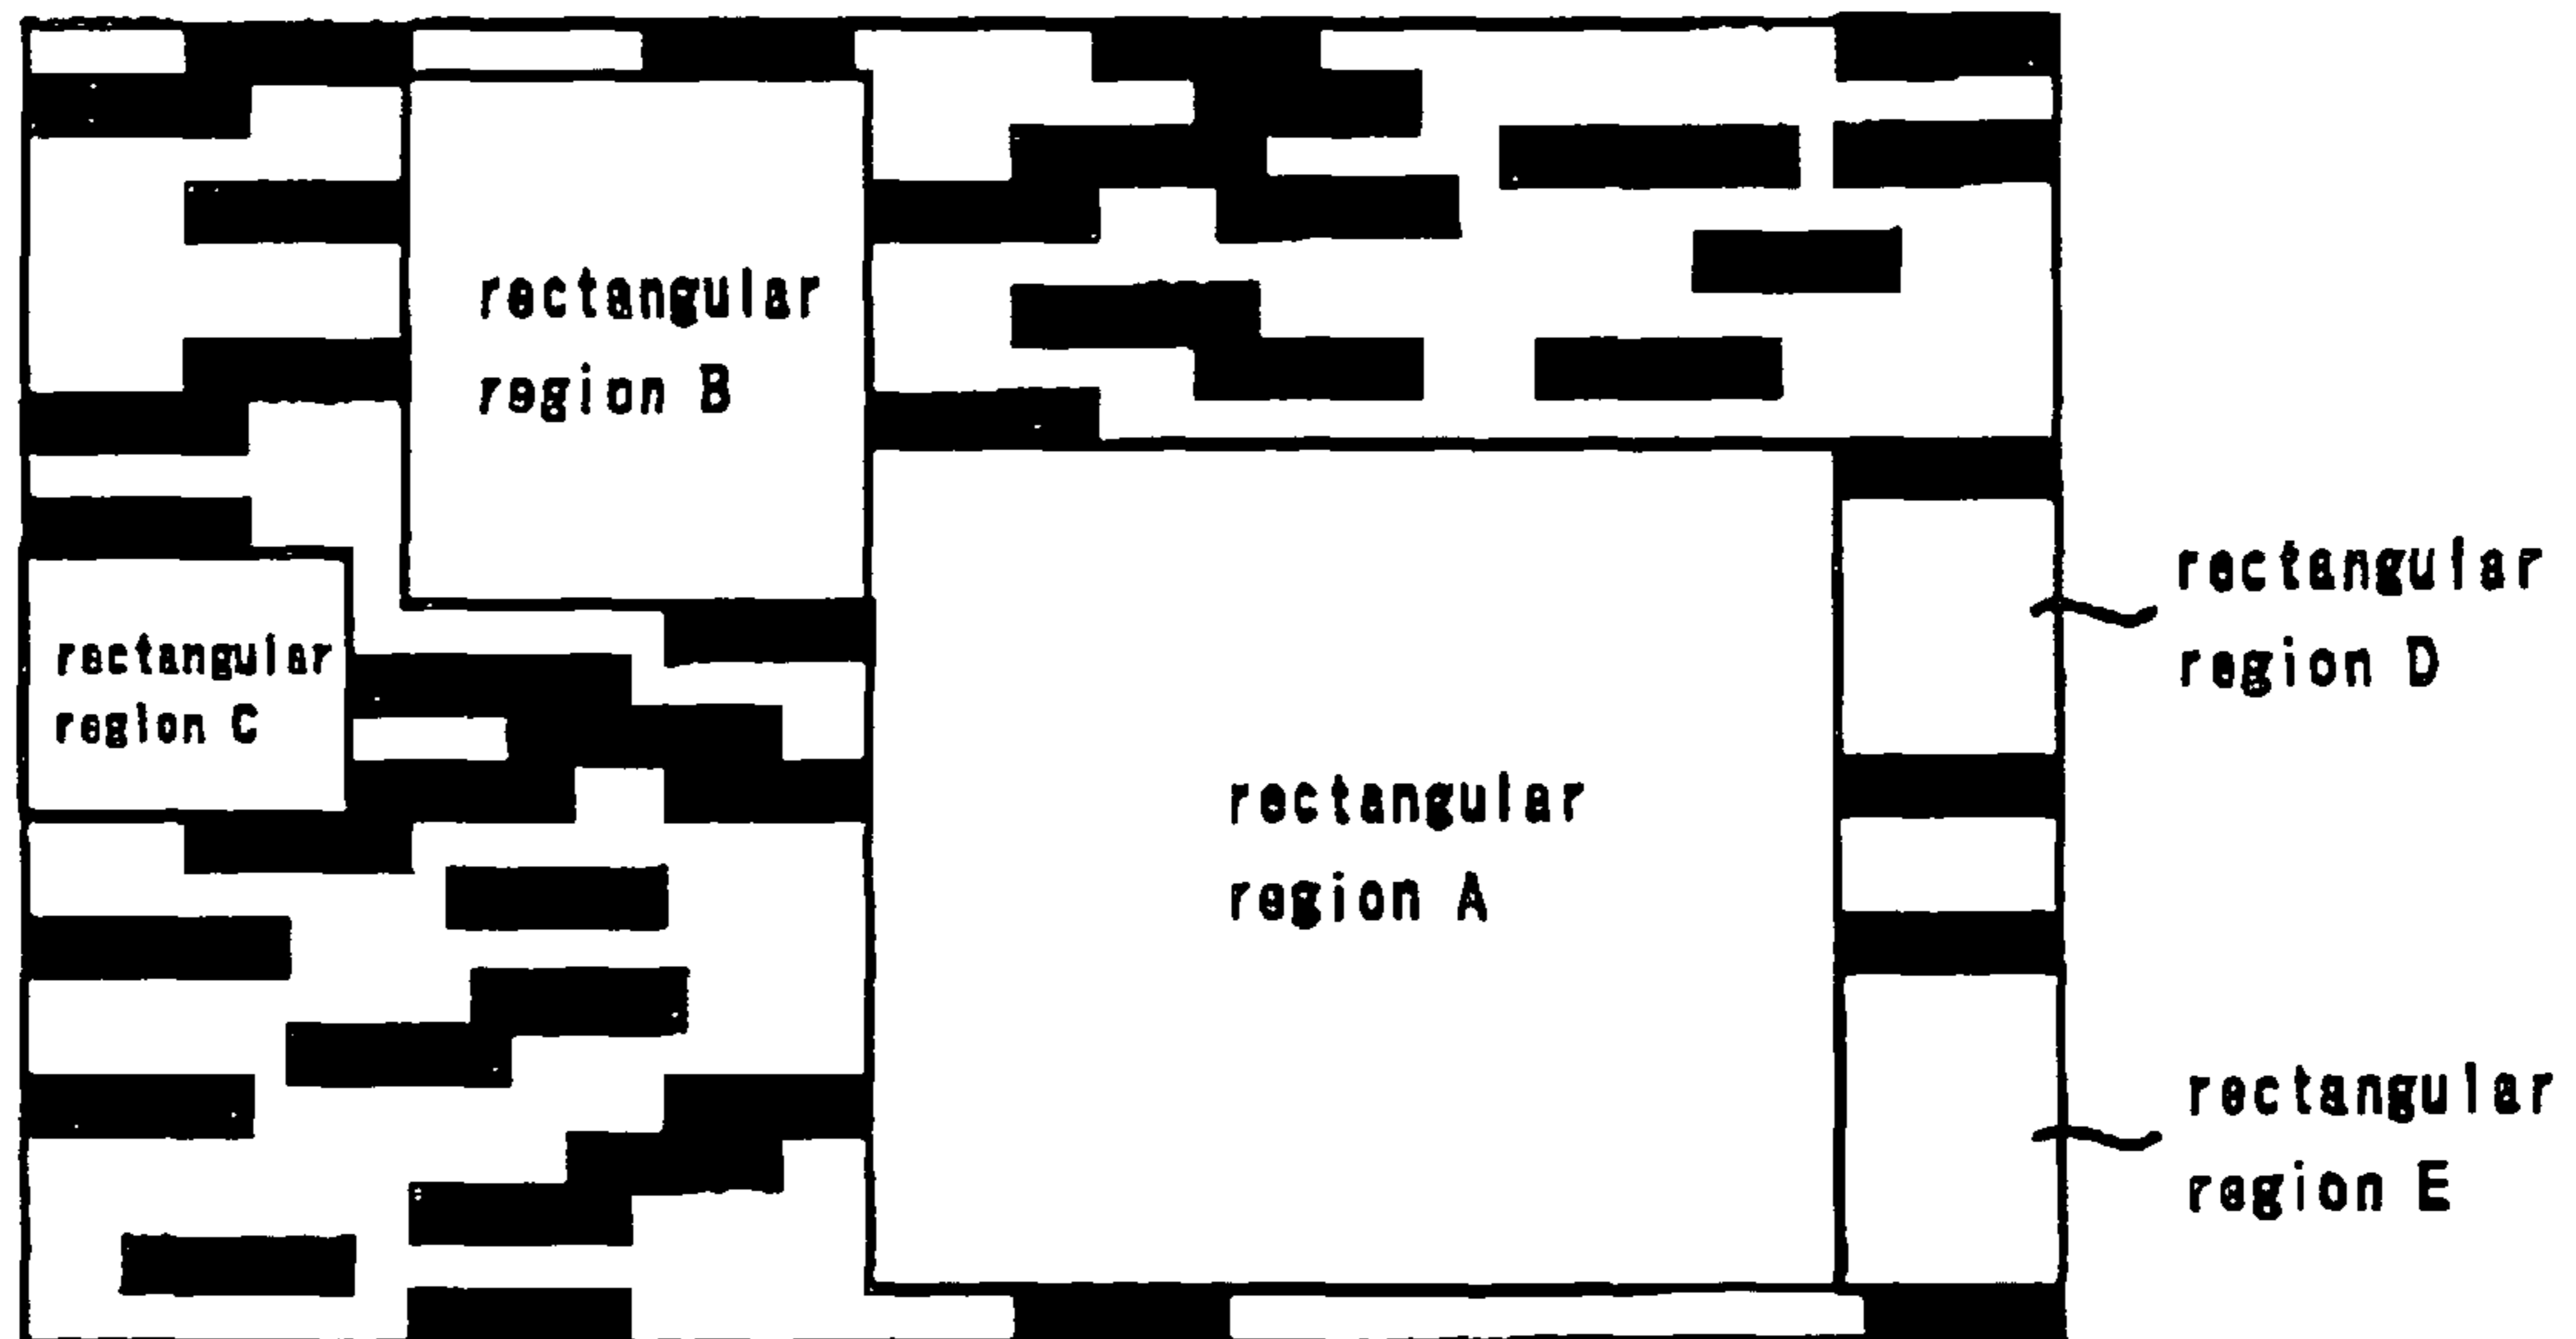 rectangular
region B
rectangular
region C
rectangular
region A
rectangular
region D
rectangular
region E